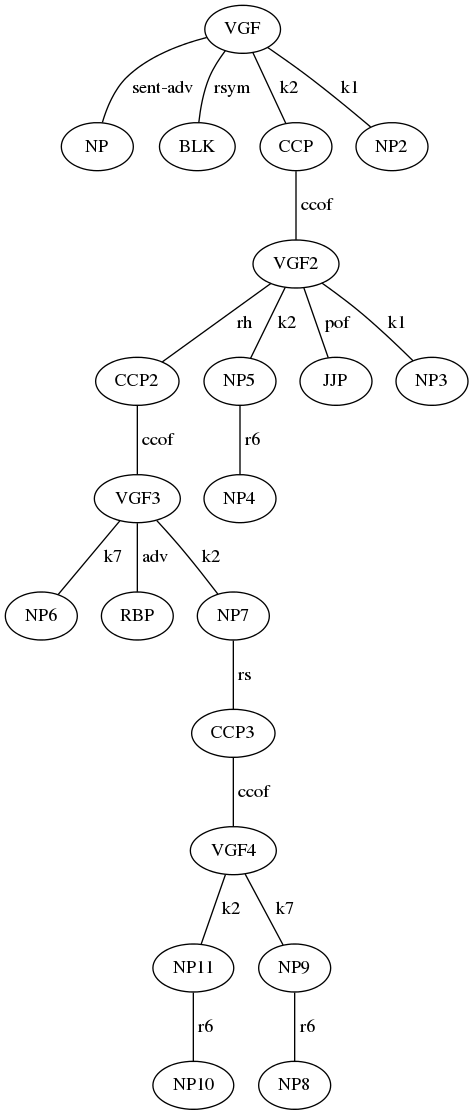 VGF
sent-adv rsym k2 k1
NP BLK CCP NP2
ccof
VGF2
rh k2 pof k1
CCP2 NP5 JJP NP3
ccof r6
VGF3 NP4
k7 adv k2
NP6 RBP NP7
rs
CCP3
ccof
VGF4
k2 k7
NP11 NP9
r6 r6
NP10 NP8